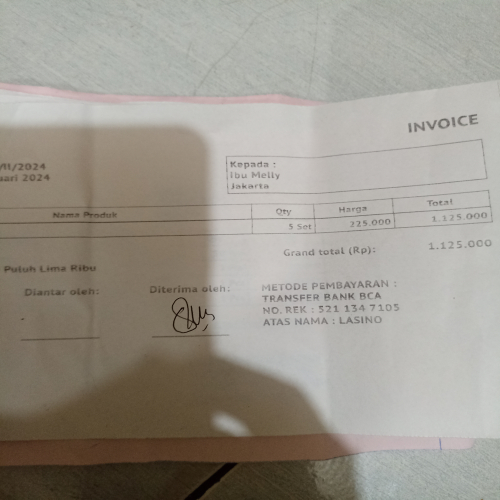 INVOICE
/II/2024
uari 2024
Kepada :
Ibu Melly
Jakarta
Nama Produk Qty Harga Total
5 Set 225.000 1.125.000
Grand total (Rp): 1.125.000
Puluh Lima Ribu
Diantar oleh: Diterima oleh:
METODE PEMBAYARAN :
TRANSFER BANK BCA
NO. REK : 521 134 7105
ATAS NAMA : LASINO